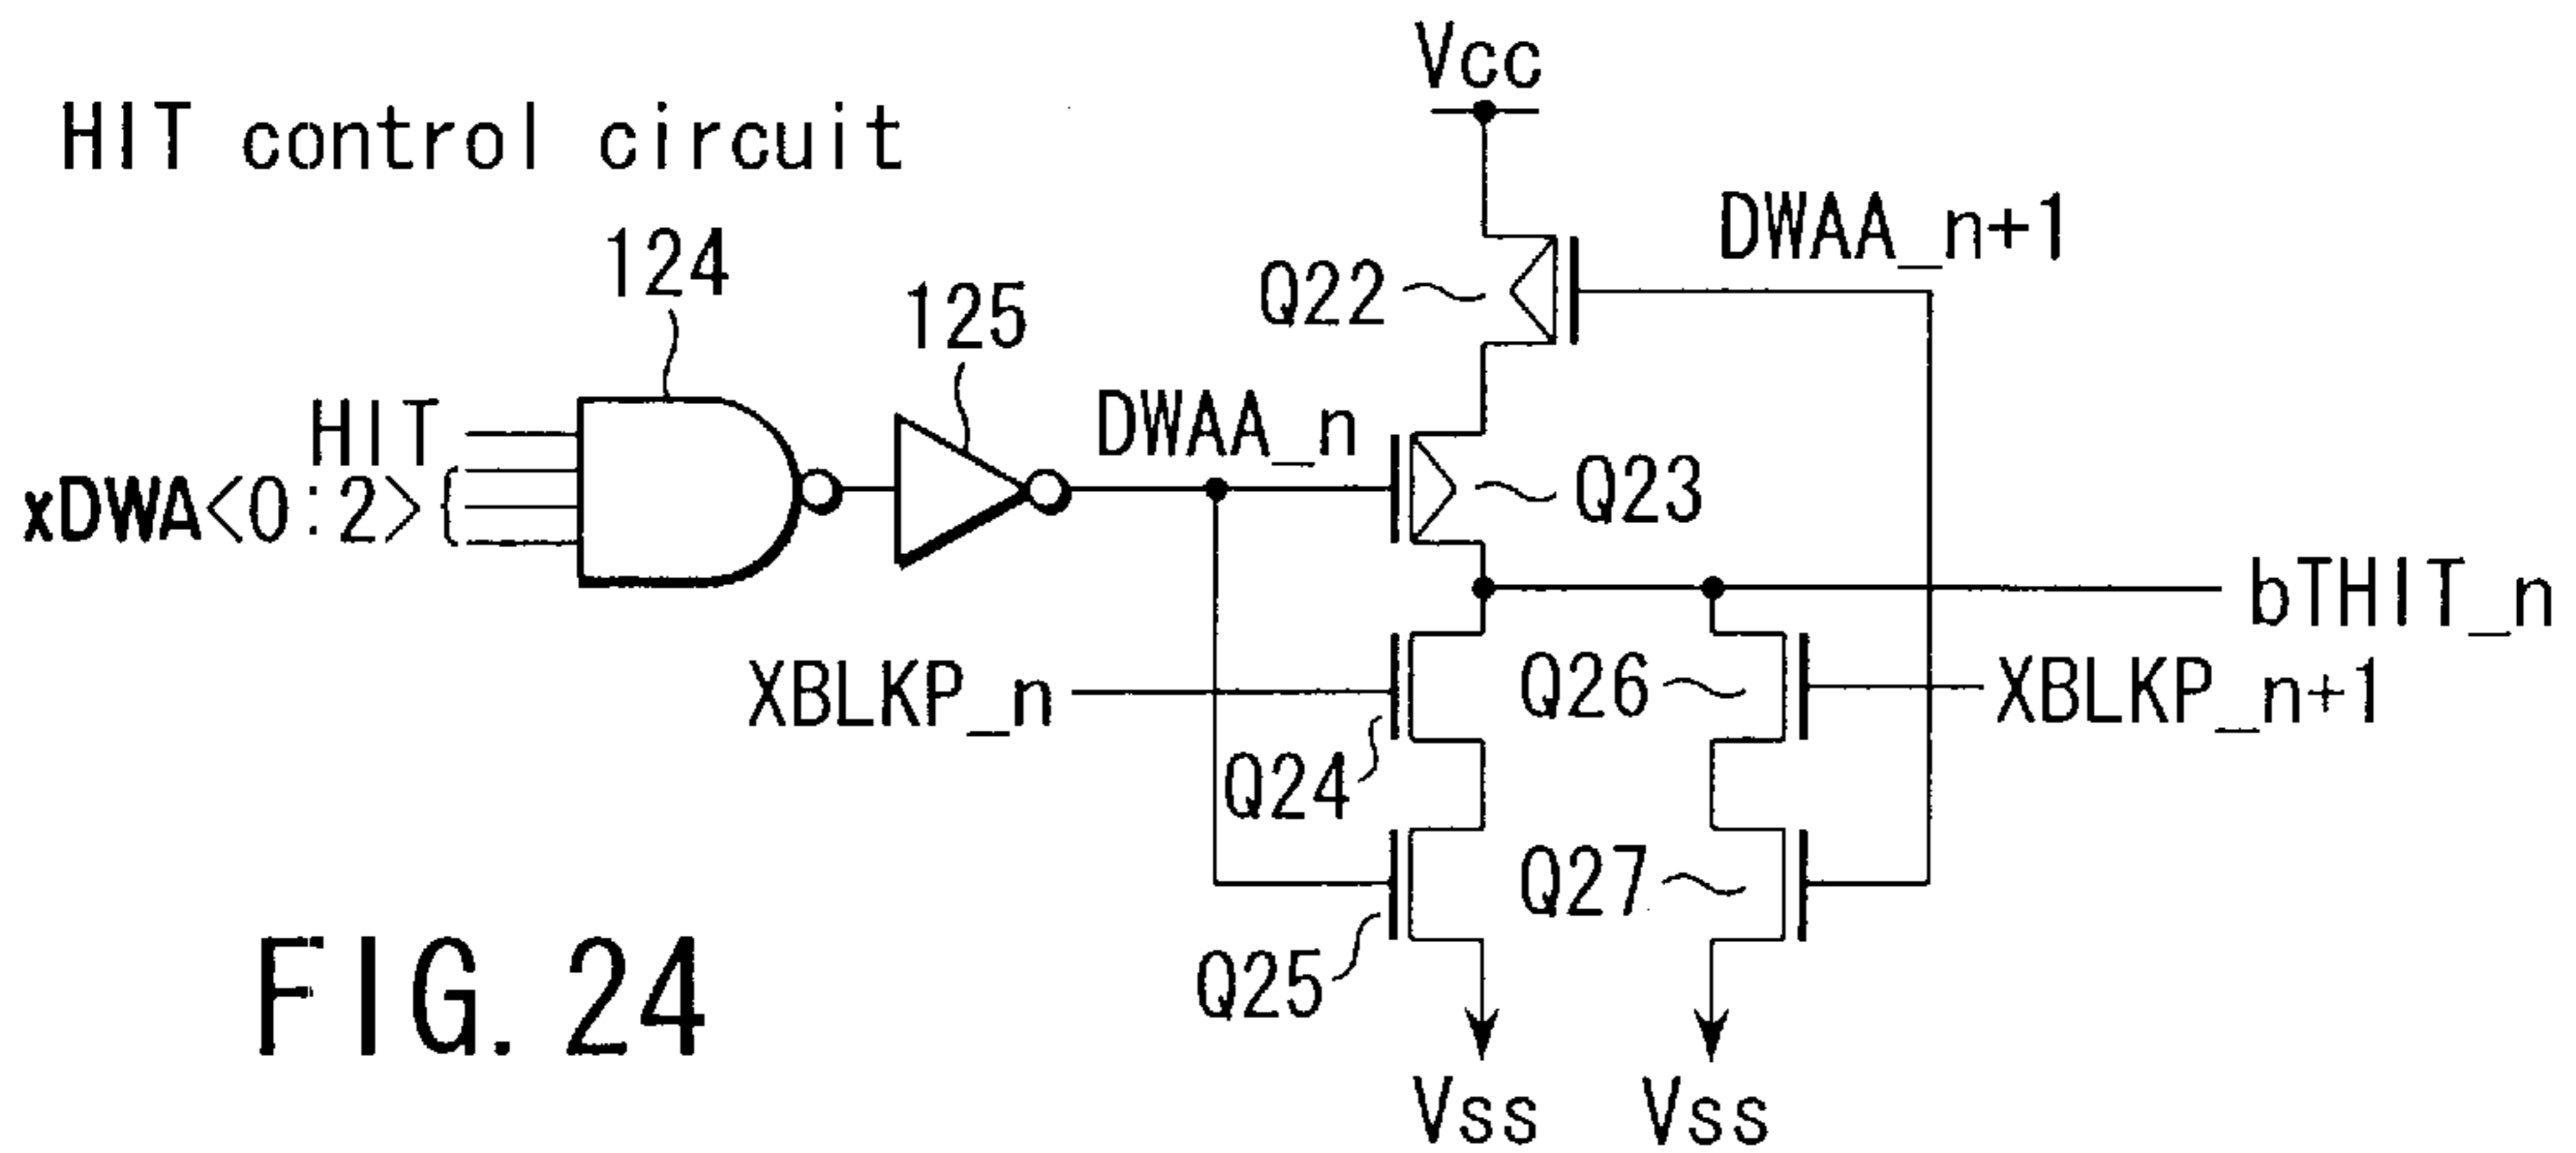 Vcc
HIT control circuit
124
125
DWAA_n+1
Q22
HIT
DWAA_n
xDWA<0:2>
Q23
bTHIT_n
XBLKP_n
Q26
XBLKP_n+1
Q24
Q27
Q25
FIG. 24
Vss
Vss